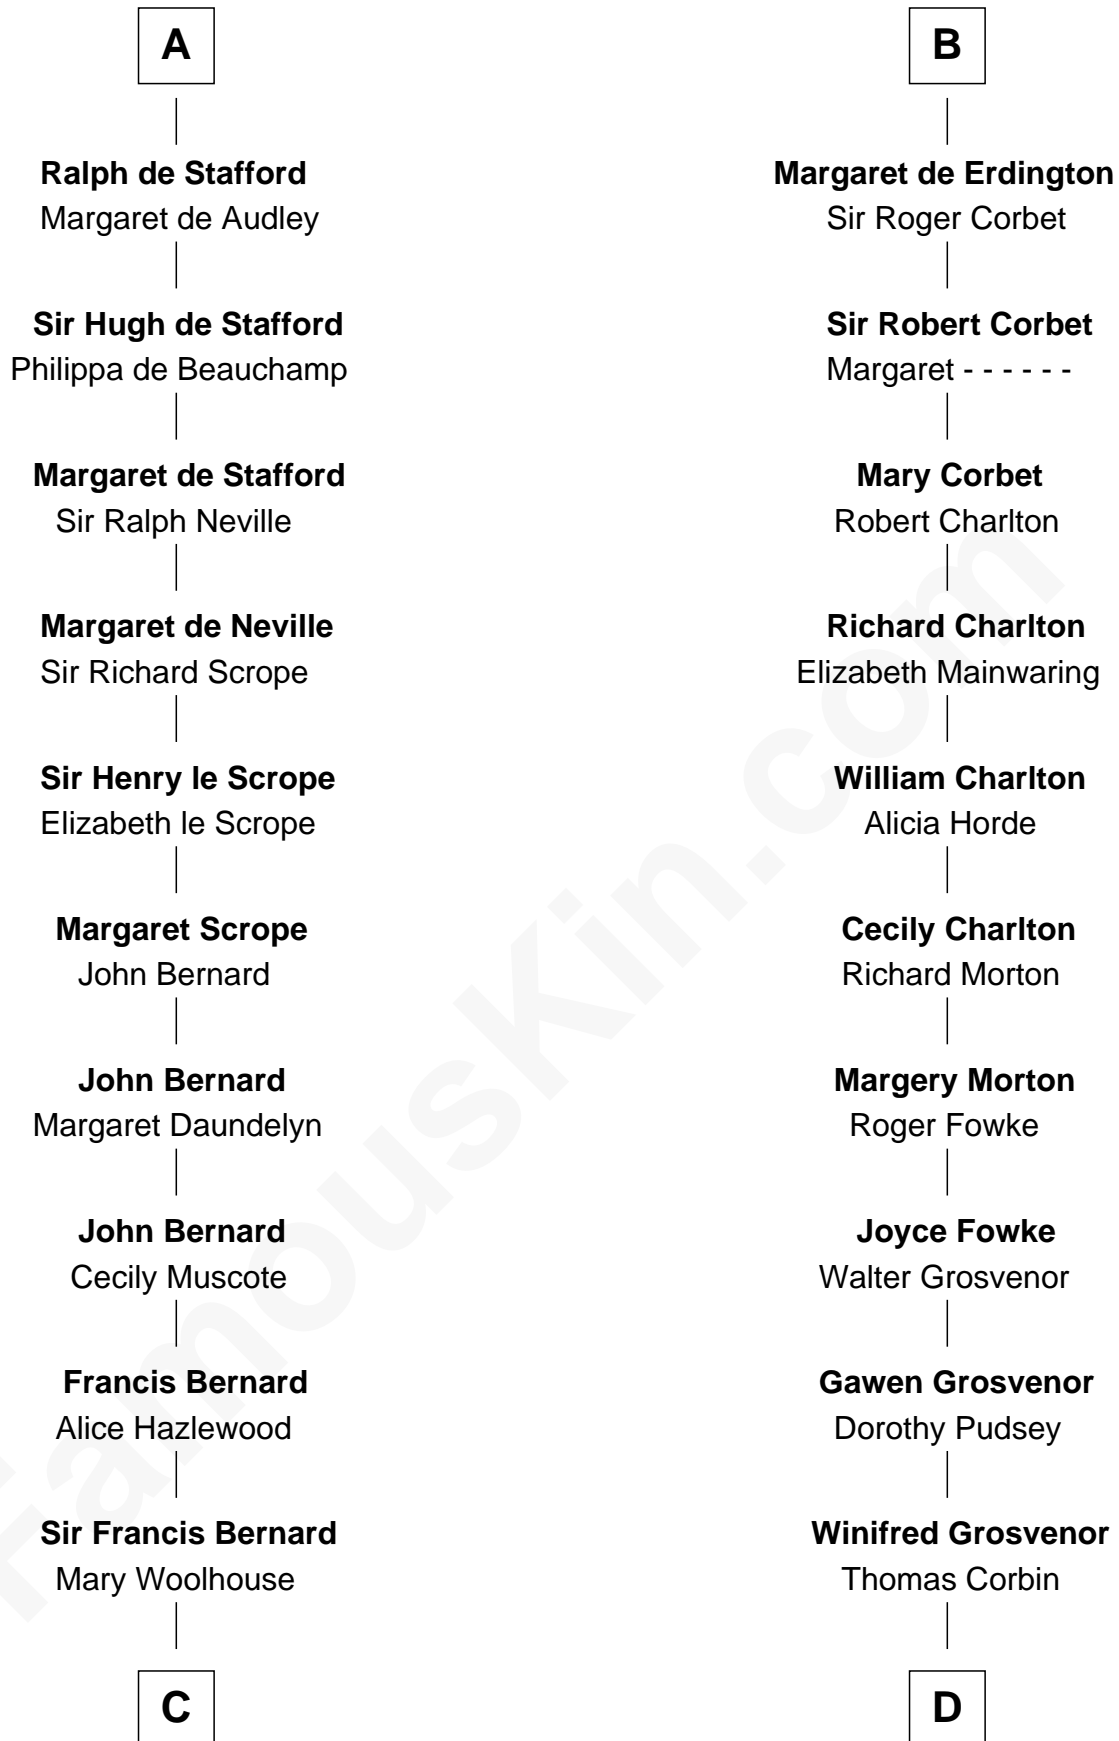 A
Ralph de Stafford
Margaret de Audley
Sir Hugh de Stafford
Philippa de Beauchamp
Margaret de Stafford
Sir Ralph Neville
Margaret de Neville
Sir Richard Scrope
Sir Henry le Scrope
Elizabeth le Scrope
Margaret Scrope
John Bernard
John Bernard
Margaret Daundelyn
John Bernard
Cecily Muscote
Francis Bernard
Alice Hazlewood
Sir Francis Bernard
Mary Woolhouse
C
B
Margaret de Erdington
Sir Roger Corbet
Sir Robert Corbet
Margaret - - - - - -
Mary Corbet
Robert Charlton
Richard Charlton
Elizabeth Mainwaring
William Charlton
Alicia Horde
Cecily Charlton
Richard Morton
Margery Morton
Roger Fowke
Joyce Fowke
Walter Grosvenor
Gawen Grosvenor
Dorothy Pudsey
Winifred Grosvenor
Thomas Corbin
D
FamousKin.com